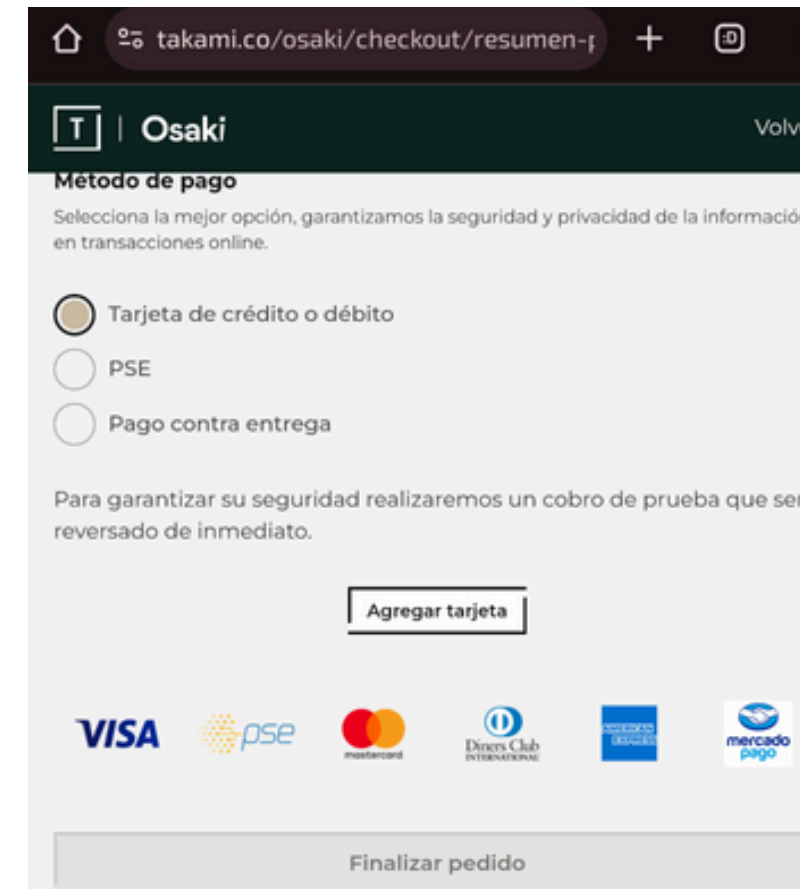 takami.co/osaki/checkout/resumen-p
:D
T | Osaki
Volv
Método de pago
Selecciona la mejor opción, garantizamos la seguridad y privacidad de la información
en transacciones online.
Tarjeta de crédito o débito
PSE
Pago contra entrega
Para garantizar su seguridad realizaremos un cobro de prueba que ser
reversado de inmediato.
Agregar tarjeta
VISA
pse
mastercard
Diners Club
INTERNATIONAL
AMERICAN
EXPRESS
mercado
pago
Finalizar pedido